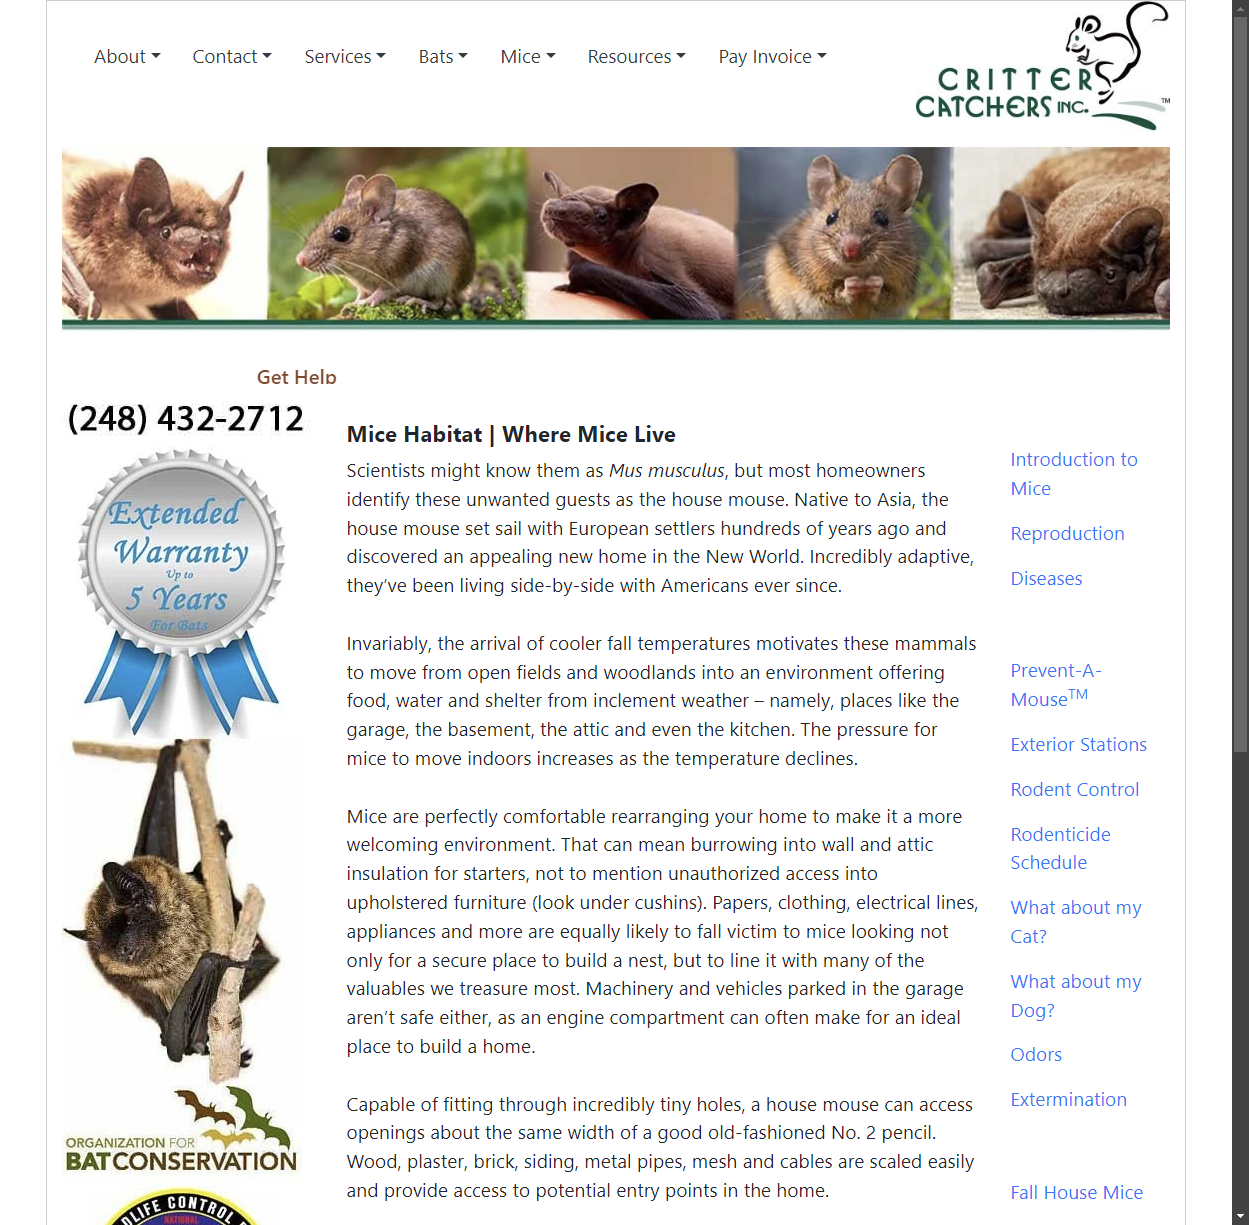 About
Contact
Services
Bats
Mice
Resources
Pay Invoice
CRITTER
CATCHERS INC.
TM
Get Help
(248) 432-2712
Extended
Warranty
Up to
5 Years
For Bats
ORGANIZATION FOR
BATCONSERVATION
LIFE CONTROL
NATIONAL
Mice Habitat | Where Mice Live
Scientists might know them as Mus musculus, but most homeowners
identify these unwanted guests as the house mouse. Native to Asia, the
house mouse set sail with European settlers hundreds of years ago and
discovered an appealing new home in the New World. Incredibly adaptive,
they’ve been living side-by-side with Americans ever since.
Invariably, the arrival of cooler fall temperatures motivates these mammals
to move from open fields and woodlands into an environment offering
food, water and shelter from inclement weather – namely, places like the
garage, the basement, the attic and even the kitchen. The pressure for
mice to move indoors increases as the temperature declines.
Mice are perfectly comfortable rearranging your home to make it a more
welcoming environment. That can mean burrowing into wall and attic
insulation for starters, not to mention unauthorized access into
upholstered furniture (look under cushins). Papers, clothing, electrical lines,
appliances and more are equally likely to fall victim to mice looking not
only for a secure place to build a nest, but to line it with many of the
valuables we treasure most. Machinery and vehicles parked in the garage
aren’t safe either, as an engine compartment can often make for an ideal
place to build a home.
Capable of fitting through incredibly tiny holes, a house mouse can access
openings about the same width of a good old-fashioned No. 2 pencil.
Wood, plaster, brick, siding, metal pipes, mesh and cables are scaled easily
and provide access to potential entry points in the home.
Introduction to
Mice
Reproduction
Diseases
Prevent-A-
MouseTM
Exterior Stations
Rodent Control
Rodenticide
Schedule
What about my
Cat?
What about my
Dog?
Odors
Extermination
Fall House Mice